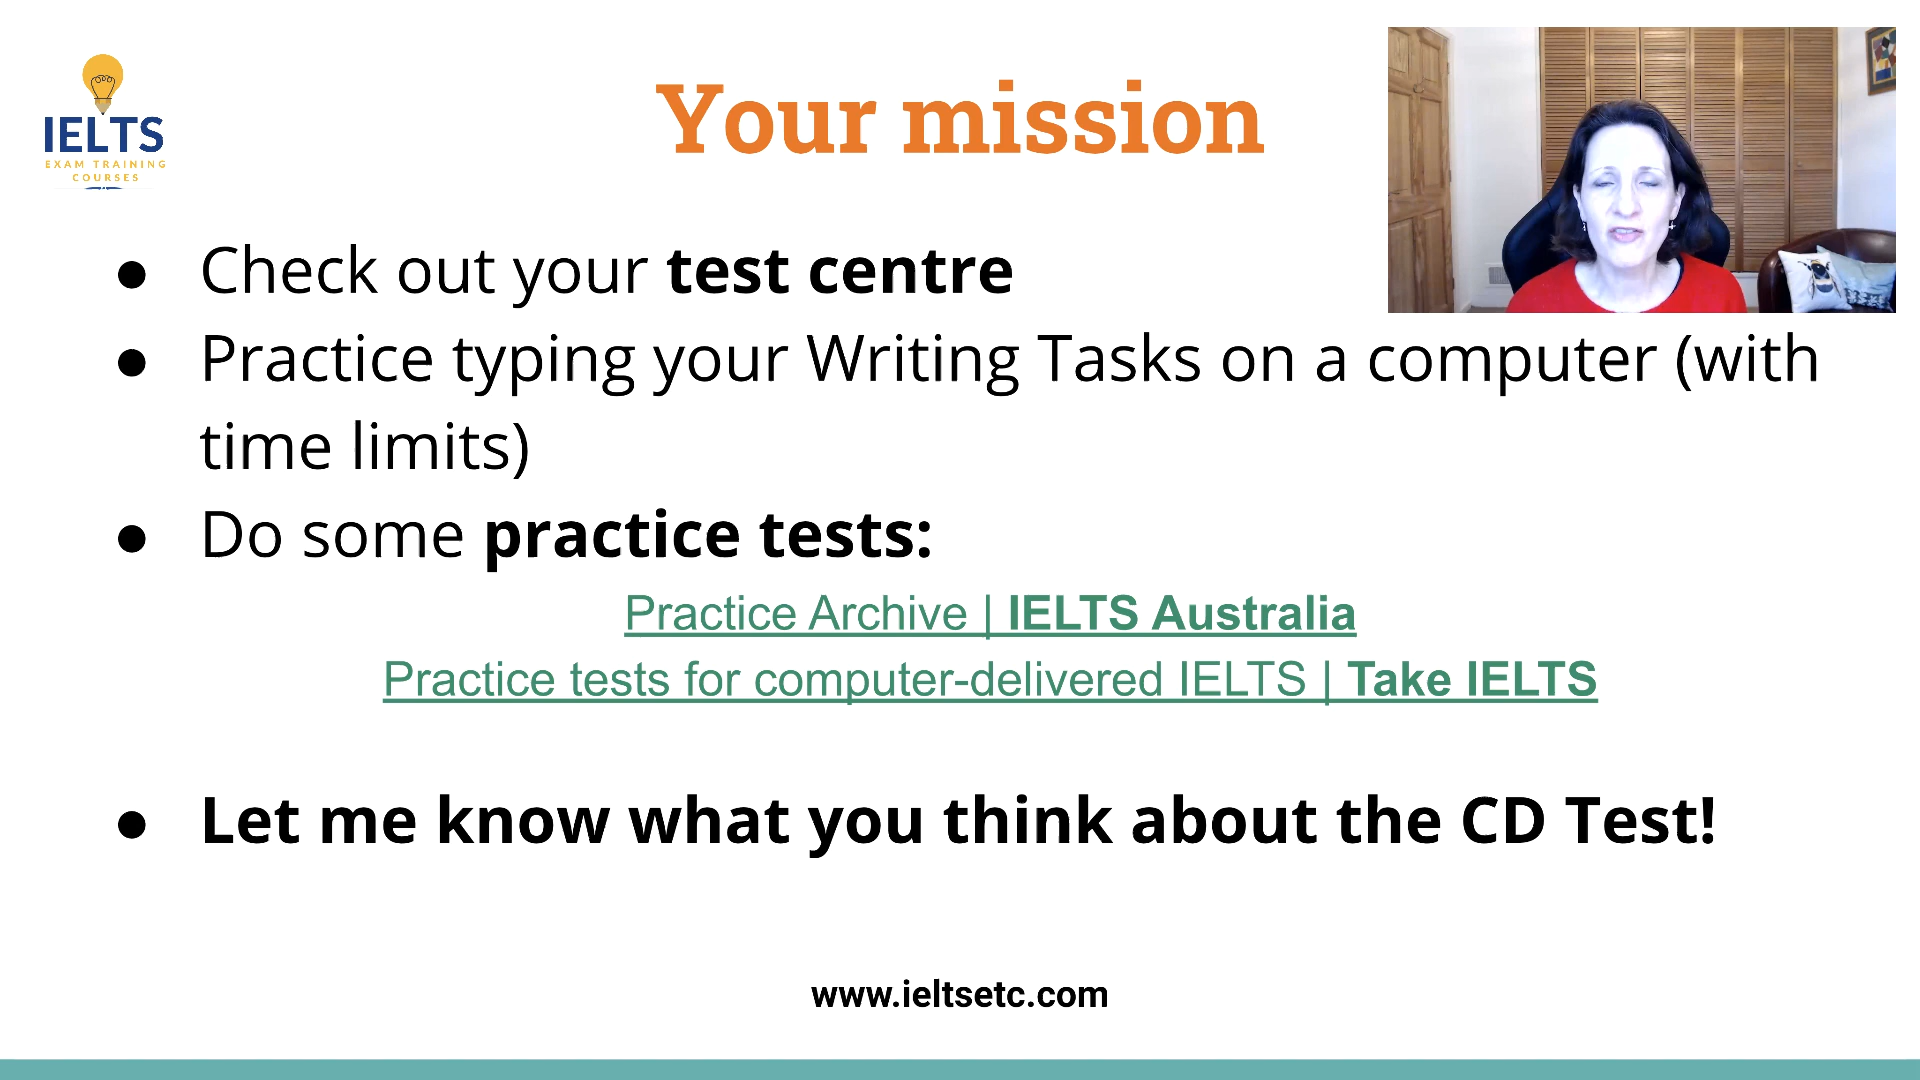 IELTS
EXAM TRAINING
COURSES
Your mission
● Check out your test centre
● Practice typing your Writing Tasks on a computer (with
time limits)
● Do some practice tests:
Practice Archive | IELTS Australia
Practice tests for computer-delivered IELTS | Take IELTS
● Let me know what you think about the CD Test!
www.ieltsetc.com